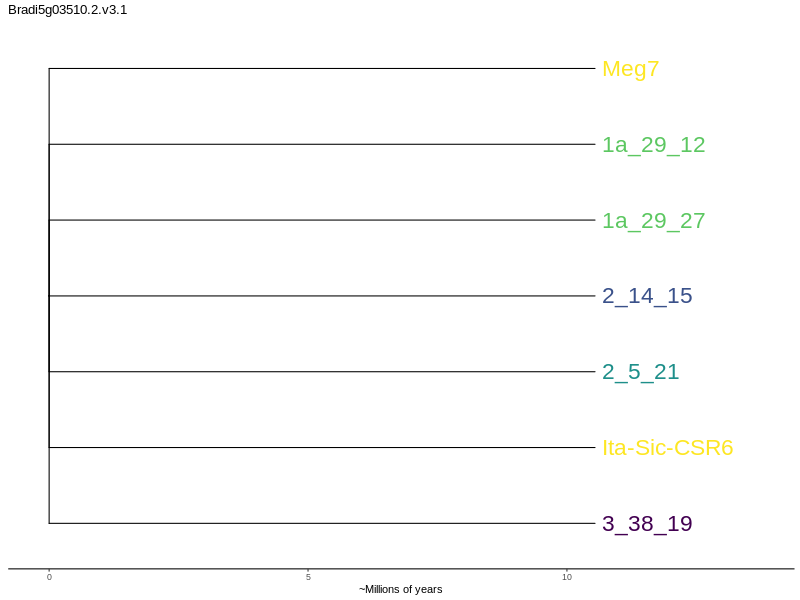 Bradi5g03510.2.v3.1
Meg7
1a_29_12
1a_29_27
2_14_15
2_5_21
Ita-Sic-CSR6
3_38_19
0 5 10
~Millions of years